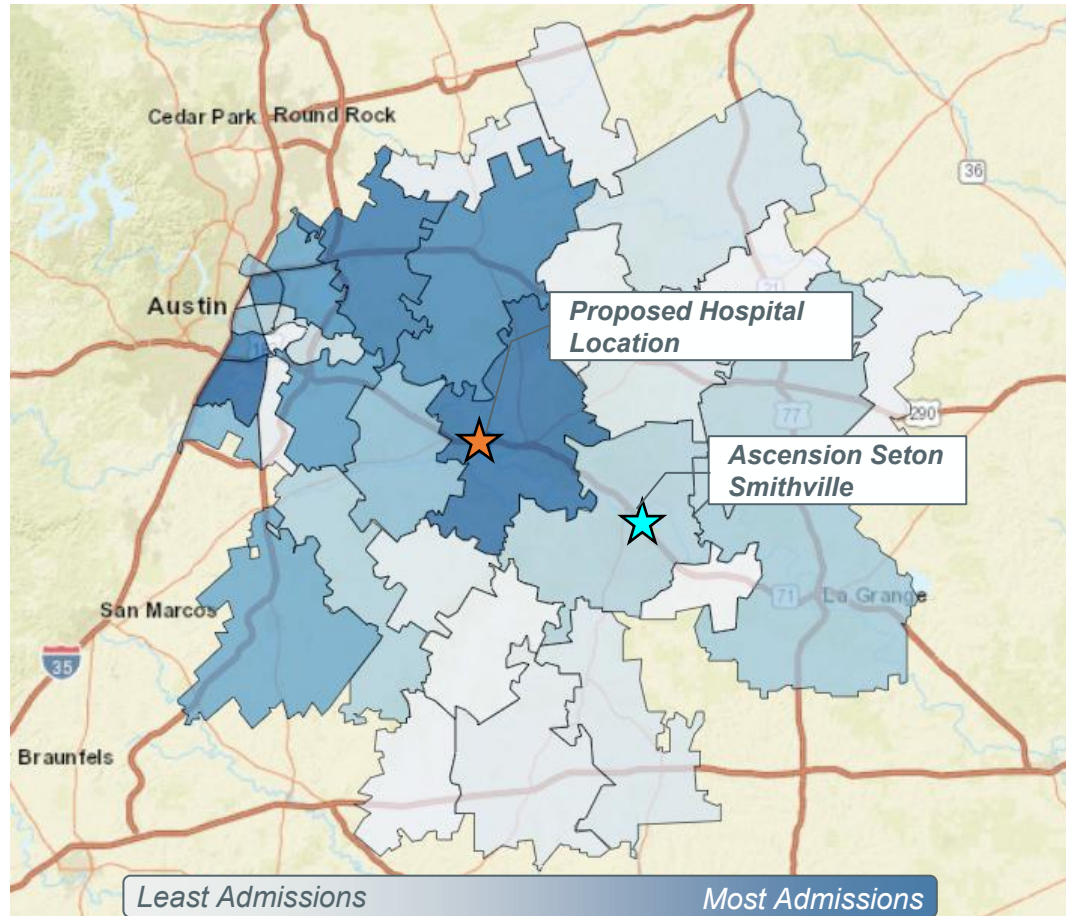 Cedar Park Round Rock
36
Austin
Proposed Hospital
Location
21
77
290
Ascension Seton
Smithville
71
La Grange
San Marcos
35
Braunfels
Least Admissions
Most Admissions